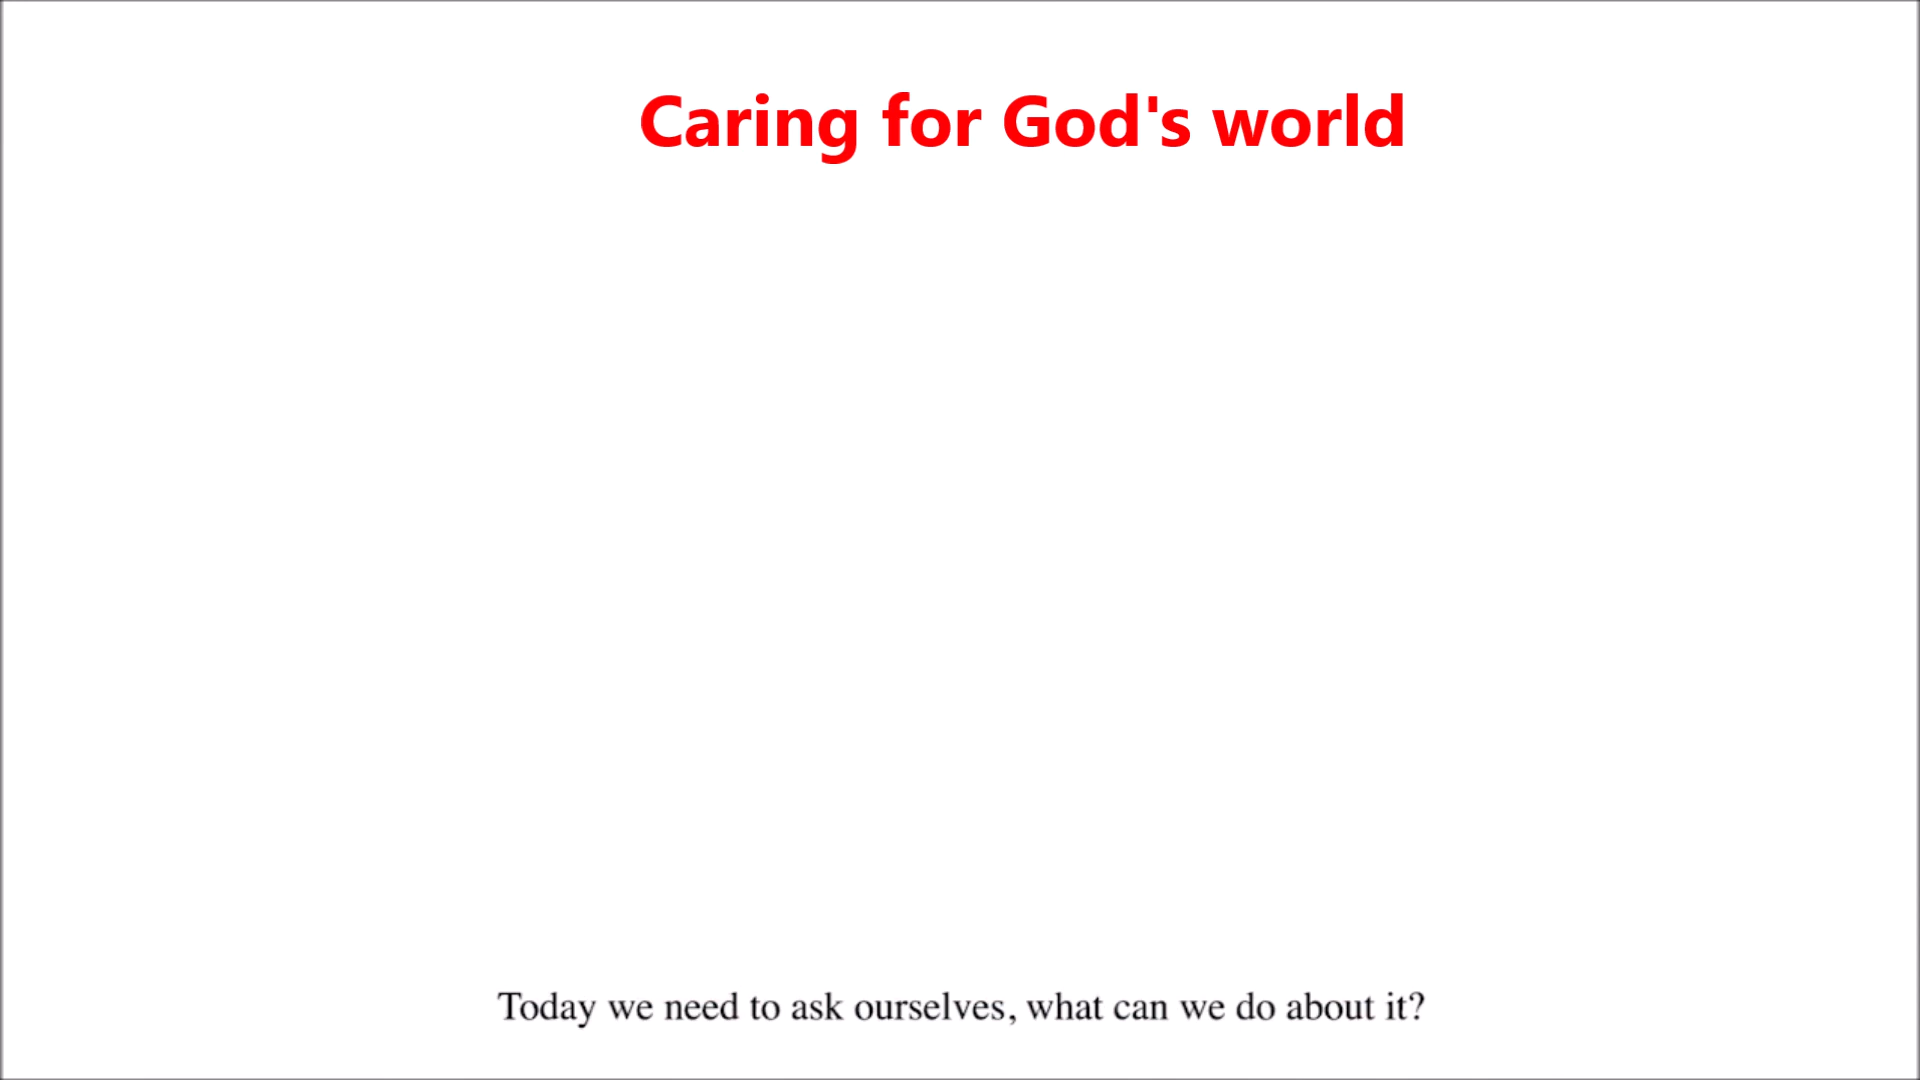 Caring for God's world
Today we need to ask ourselves, what can we do about it?